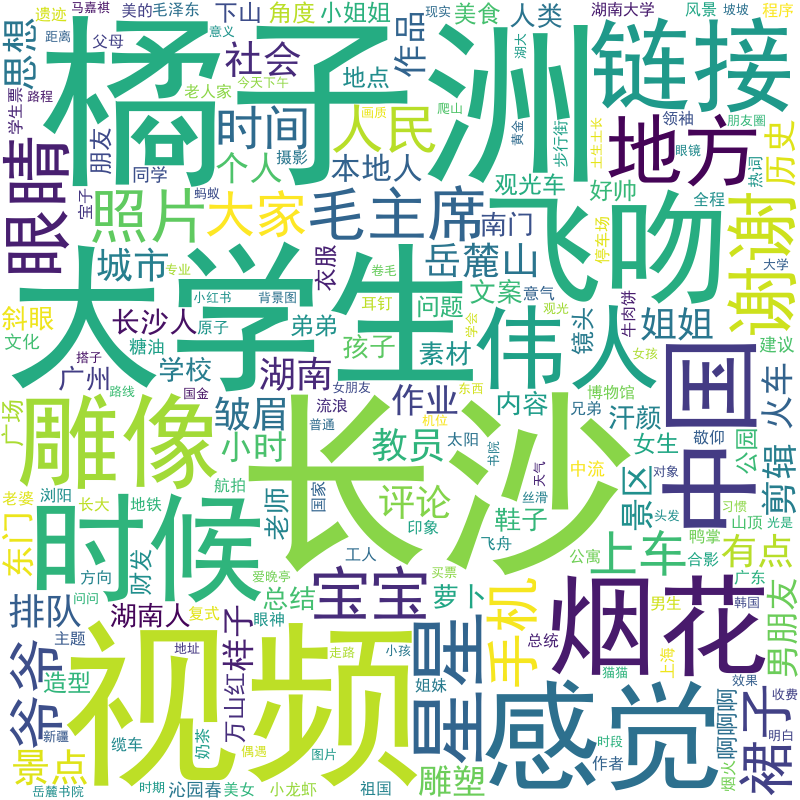 马嘉祺
美的
毛泽东
下山
角度
小姐姐
美食
人类
湖南大学
风景
坡坡
程序
遗迹
距离
父母
社会
意义
地点
作品
现实
湖大
思想
橘子洲
链接
学生票
路程
老人家
今天下午
画质
爬山
黄金
步行街
领袖
朋友圈
土生土长
眼睛
朋友
时间
人民
地方
历史
宝子
同学
个人
摄影
本地人
观光车
好帅
眼镜
热词
全程
蚂蚁
照片
大家
毛主席
南门
飞吻
停车场
谢谢
城市
衣服
岳麓山
斜眼
文化
专业
小红书
背景图
卷毛
耳钉
问题
文案
意气
镜头
牛肉饼
观光
大学
长沙人
原子
弟弟
大学生
伟人
姐姐
建议
搭子
糖油
孩子
素材
学会
女孩
中国
广州
学校
湖南
路线
国金
女朋友
流浪
普通
作业
东西
机位
内容
博物馆
兄弟
火车
广场
雕像
皱眉
长沙
教员
太阳
书院
天气
汗颜
女生
敬仰
公园
剪辑
小时
老师
国家
评论
印象
丝滑
中流
鞋子
景区
对象
头发
习惯
光是
东门
老婆
浏阳
长大
地铁
航拍
时候
方向
财发
飞舟
山顶
鸭掌
合影
上车
有点
问问
工人
爱晚亭
买票
公寓
广东
排队
湖南人
复式
总结
眼神
宝宝
萝卜
手机
烟花
男生
韩国
男朋友
爷爷
主题
样子
地址
视频
走路
小孩
星星
总统
上海
猫猫
效果
收费
造型
万山红
姐妹
感觉
裙子
啊啊啊
明白
新疆
景点
缆车
奶茶
偶遇
图片
雕塑
时段
作者
烟火
岳麓书院
时期
沁园春
美女
小龙虾
祖国